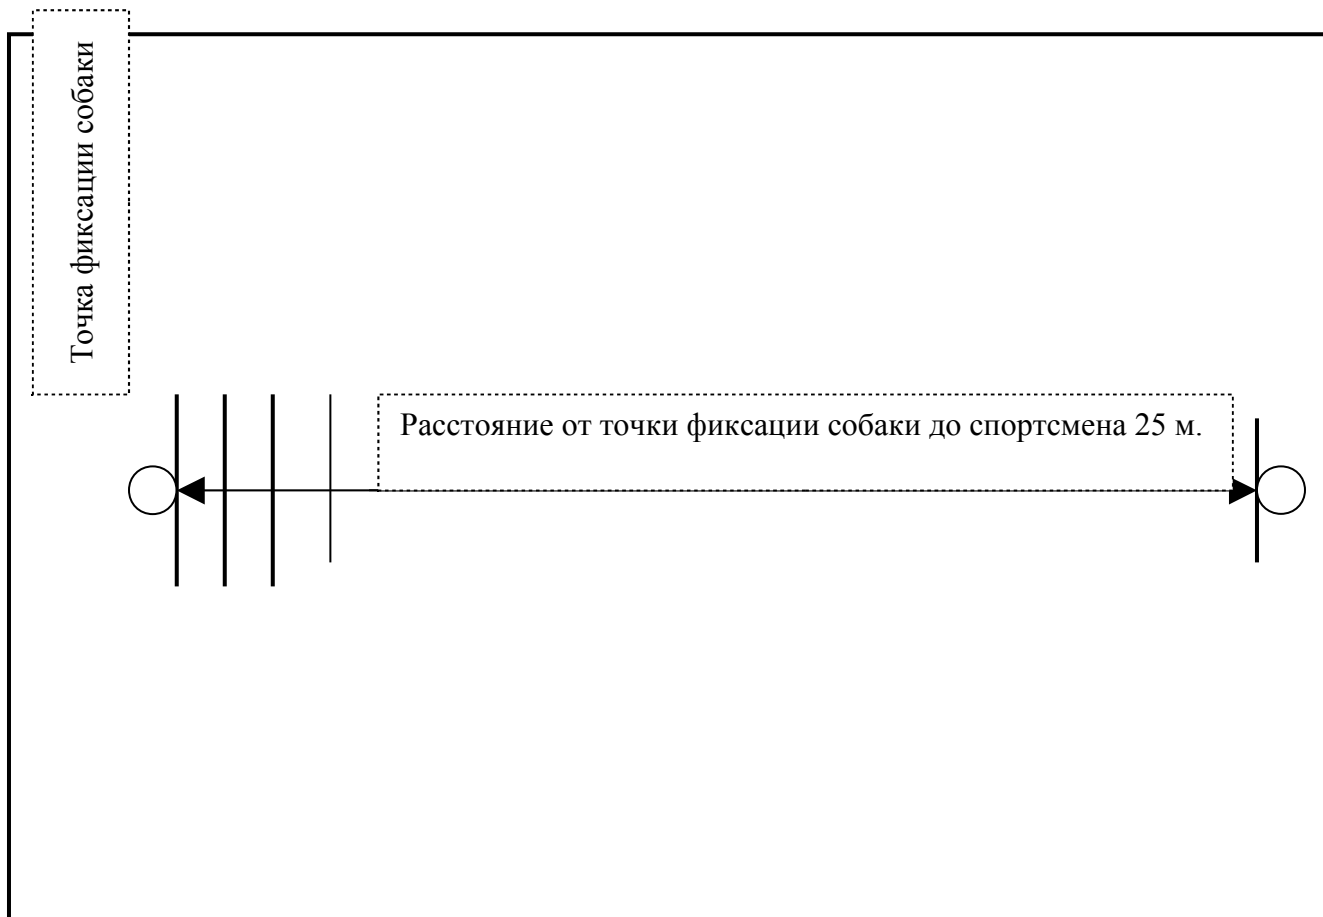 Точка фиксации собаки
Расстояние от точки фиксации собаки до спортсмена 25 м.